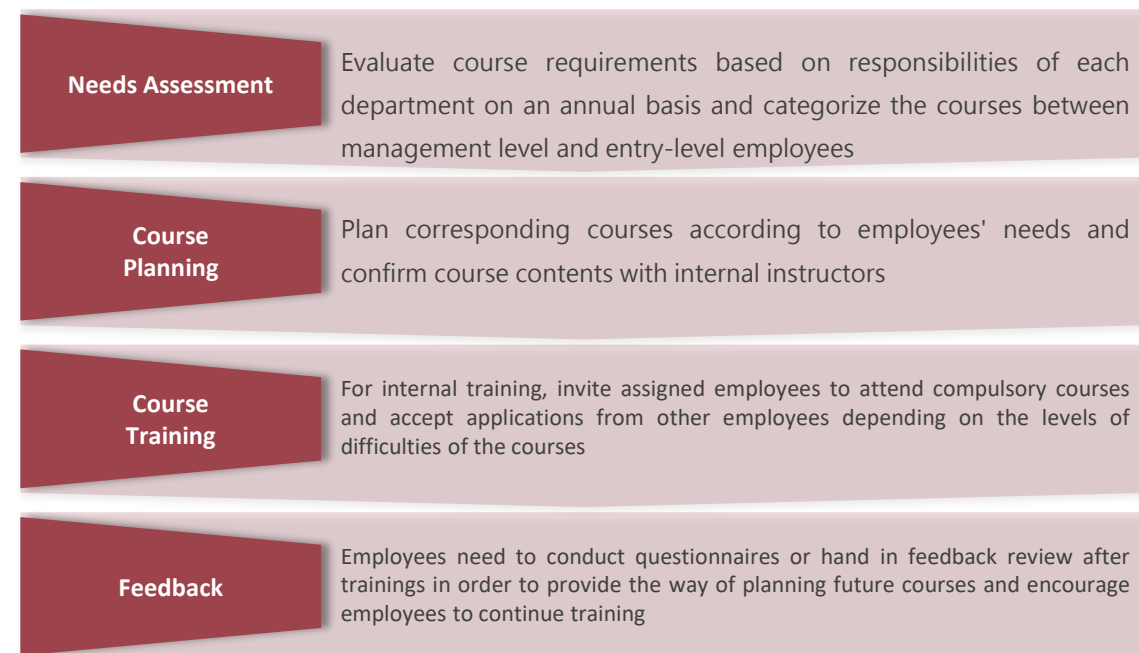 Needs Assessment
Evaluate course requirements based on responsibilities of each
department on an annual basis and categorize the courses between
management level and entry-level employees
Course
Planning
Plan corresponding courses according to employees' needs and
confirm course contents with internal instructors
Course
Training
For internal training, invite assigned employees to attend compulsory courses
and accept applications from other employees depending on the levels of
difficulties of the courses
Feedback
Employees need to conduct questionnaires or hand in feedback review after
trainings in order to provide the way of planning future courses and encourage
employees to continue training